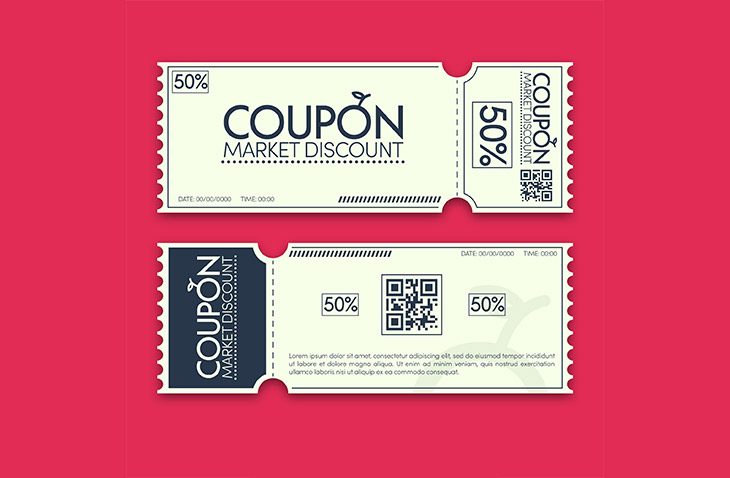 50%
COUPON
MARKET DISCOUNT
DATE: 00/00/0000 TIME: 00:00
50%
COUPON
MARKET DISCOUNT
COUPON
MARKET DISCOUNT
DATE: 00/00/0000 TIME: 00:00
50%
50%
Lorem ipsum dolor sit amet, consectetur adipiscing elit, sed do eiusmod tempor incididunt
ut labore et dolore magna aliqua. Ut enim ad minim veniam, quis nostrud exercitation
ullamco laboris nisi ut aliquip ex ea commodo consequat.